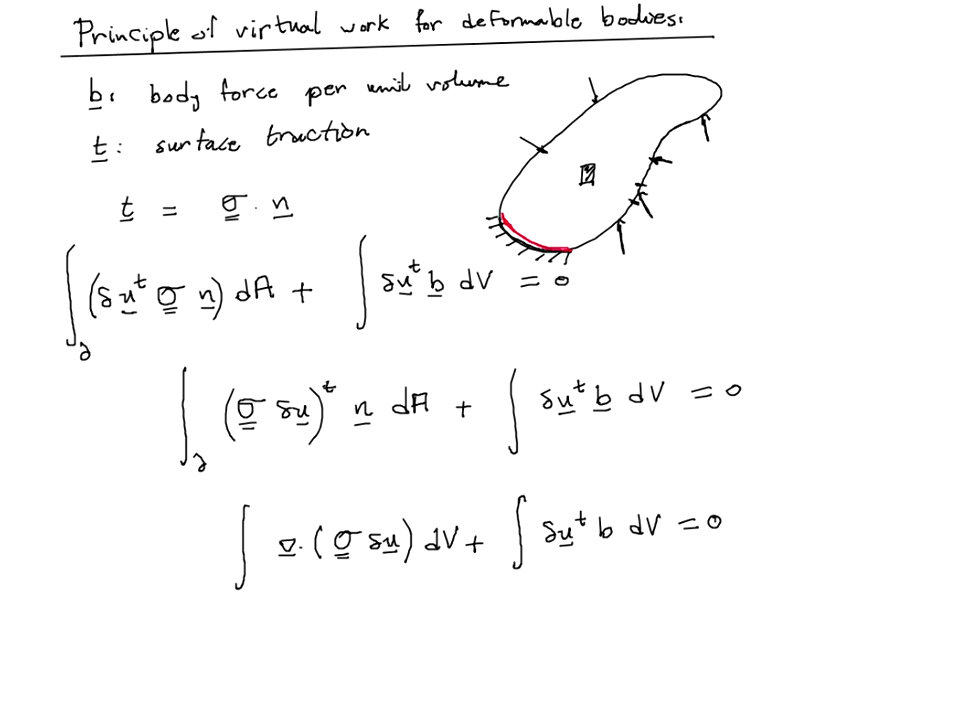 Principle of virtual work for deformable bodies:
b: body force per unit volume
t: surface traction
t = σ · n
∫∂ (δu^t σ n) dA + ∫ δu^t b dV = 0
∫∂ (σ δu)^t n dA + ∫ δu^t b dV = 0
∫ ∇·(σ δu) dV + ∫ δu^t b dV = 0